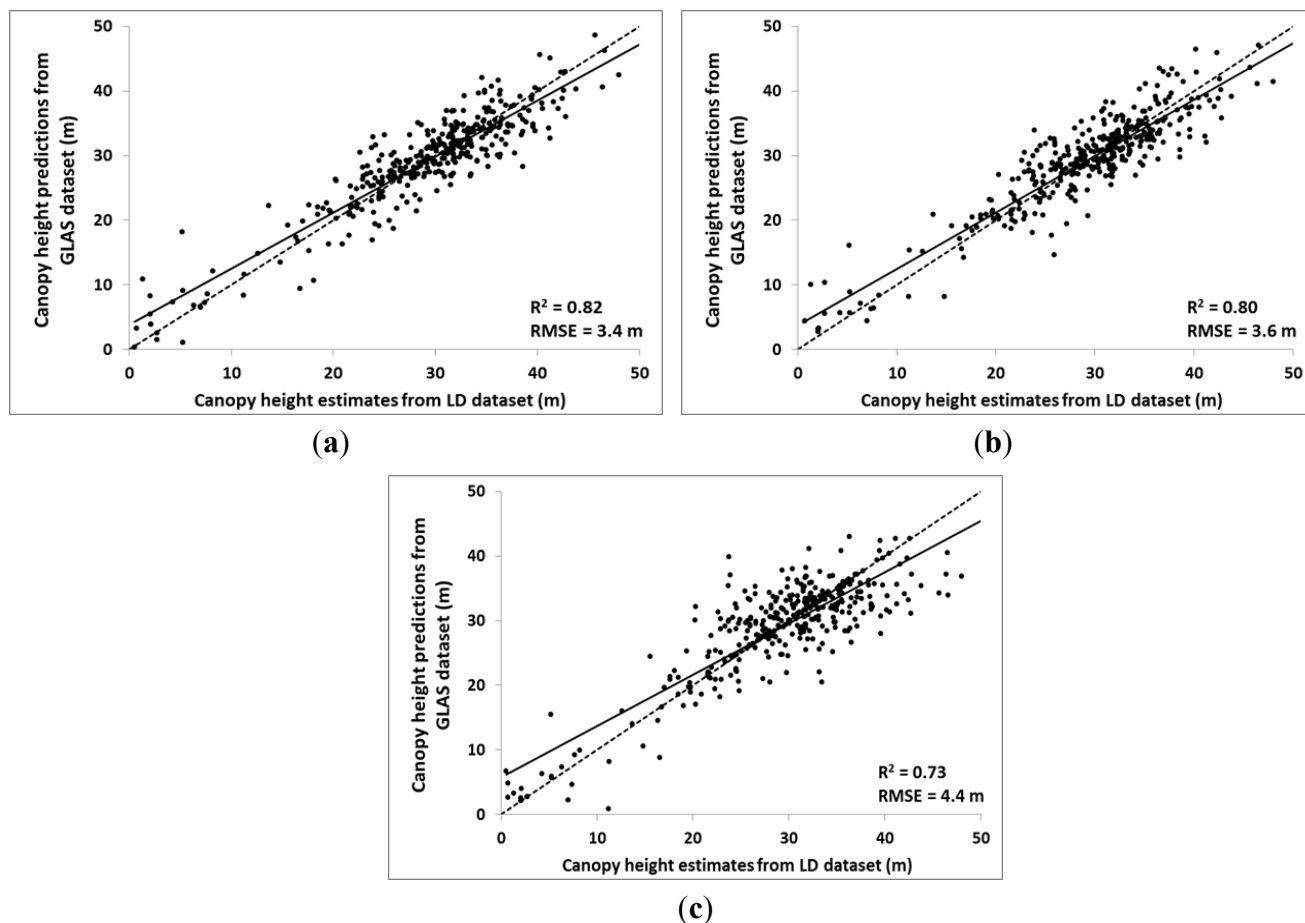 Canopy height predictions from
GLAS dataset (m)
50
40
30
20
10
0
R² = 0.82
RMSE = 3.4 m
0 10 20 30 40 50
Canopy height estimates from LD dataset (m)
(a)
Canopy height predictions from
GLAS dataset (m)
50
40
30
20
10
0
R² = 0.80
RMSE = 3.6 m
0 10 20 30 40 50
Canopy height estimates from LD dataset (m)
(b)
Canopy height predictions from
GLAS dataset (m)
50
40
30
20
10
0
R² = 0.73
RMSE = 4.4 m
0 10 20 30 40 50
Canopy height estimates from LD dataset (m)
(c)